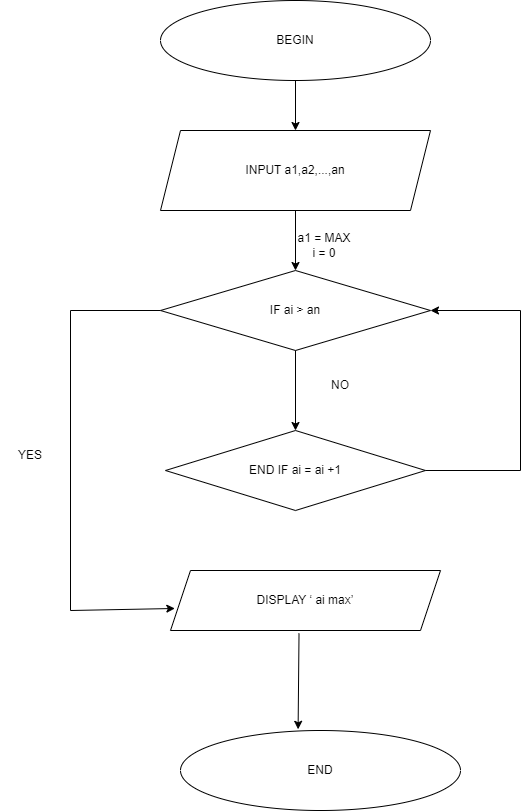 BEGIN
INPUT a1,a2,...,an
a1 = MAX
i = 0
IF ai > an
NO
YES
END IF ai = ai +1
DISPLAY ‘ ai max’
END